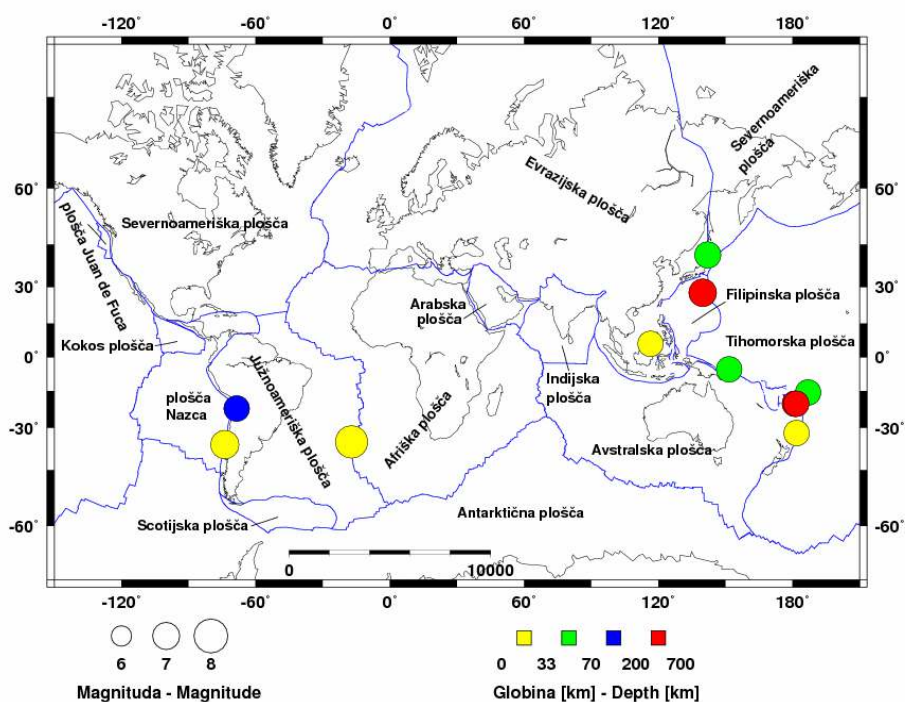 -120° -60° 0° 60° 120° 180°
60°
30°
0°
-30°
-60°
60°
30°
0°
-30°
-60°
Severnoameriška
plošča
Evrazijska plošča
Severnoameriška plošča
plošča Juan de Fuca
Arabska
plošča
Filipinska plošča
Kokos plošča
Tihomorska plošča
Južnoameriška plošča
Indijska
plošča
plošča
Nazca
Afriška plošča
Avstralska plošča
Antarktična plošča
Scotijska plošča
0 10000
-120° -60° 0° 60° 120° 180°
6 7 8
Magnituda - Magnitude
0 33 70 200 700
Globina [km] - Depth [km]